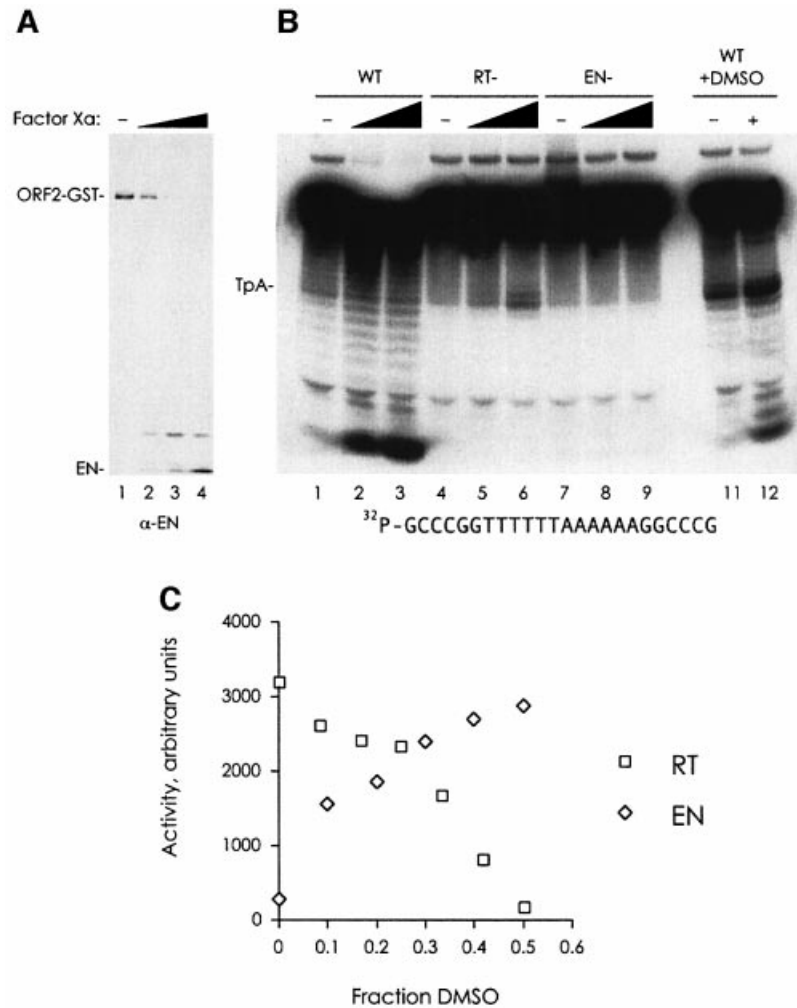 A
B
WT
RT-
EN-
WT
+DMSO
Factor Xa:
–
–
–
–
–
+
ORF2-GST-
TpA-
EN-
1 2 3 4
1 2 3 4 5 6 7 8 9 11 12
α-EN
32P-GCCCGGTTTTTTAAAAAAGGCCCG
C
Activity, arbitrary units
4000
3000
2000
1000
0
0 0.1 0.2 0.3 0.4 0.5 0.6
Fraction DMSO
RT
EN